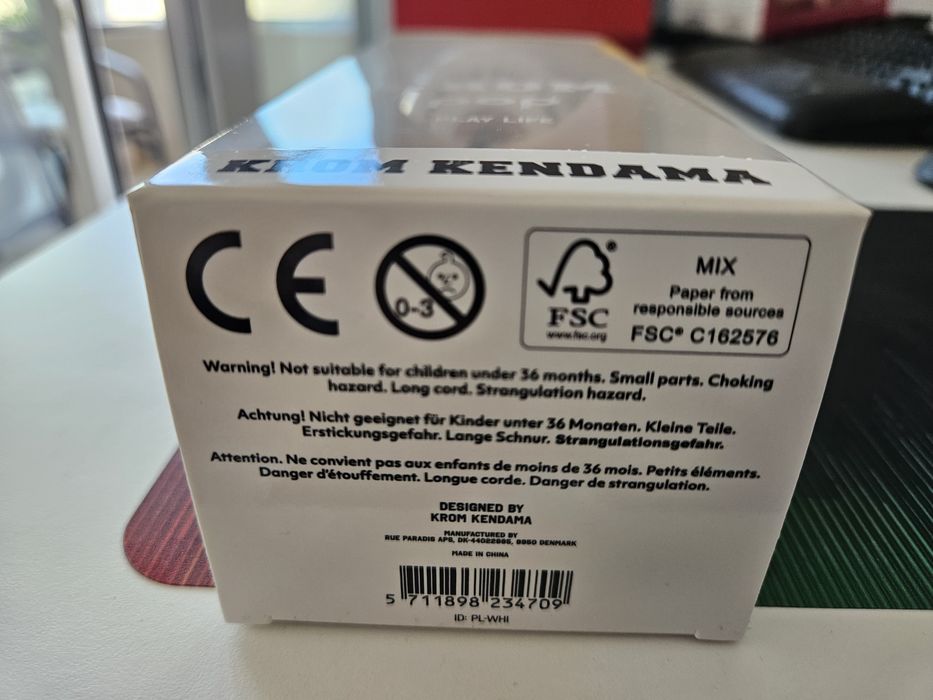 PLAY LIFE
KROM KENDAMA
CE
0-3
FSC
www.fsc.org
MIX
Paper from
responsible sources
FSC® C162576
Warning! Not suitable for children under 36 months. Small parts. Choking
hazard. Long cord. Strangulation hazard.
Achtung! Nicht geeignet für Kinder unter 36 Monaten. Kleine Teile.
Erstickungsgefahr. Lange Schnur. Strangulationsgefahr.
Attention. Ne convient pas aux enfants de moins de 36 mois. Petits éléments.
Danger d'étouffement. Longue corde. Danger de strangulation.
DESIGNED BY
KROM KENDAMA
MANUFACTURED BY
RUE PARADIS APS, DENMARK
MADE IN CHINA
5 711898 234709
ID: PL-WHI